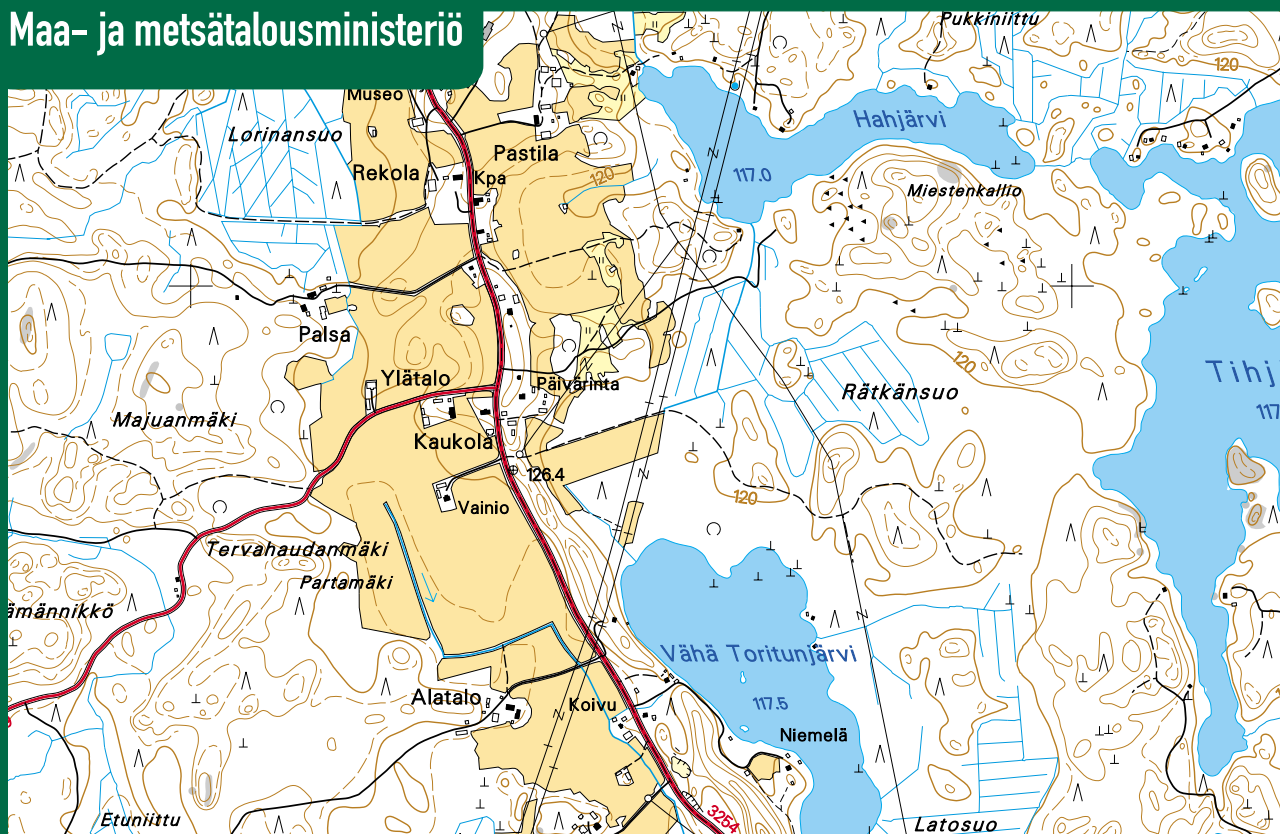 Maa- ja metsätalousministeriö
Pukkiniittu
120
Museo
Lorinansuo
Hahjärvi
Pastila
Rekola
Kpa
120
117.0
Miestenkallio
Palsa
120
Tihj
Ylätalo
Päivärinta
Rätkänsuo
117
Majuanmäki
Kaukola
126.4
120
Vainio
Tervahaudanmäki
Partamäki
ämännikkö
Vähä Toritunjärvi
Alatalo
Koivu
117.5
Niemelä
3254
Etuniittu
Latosuo